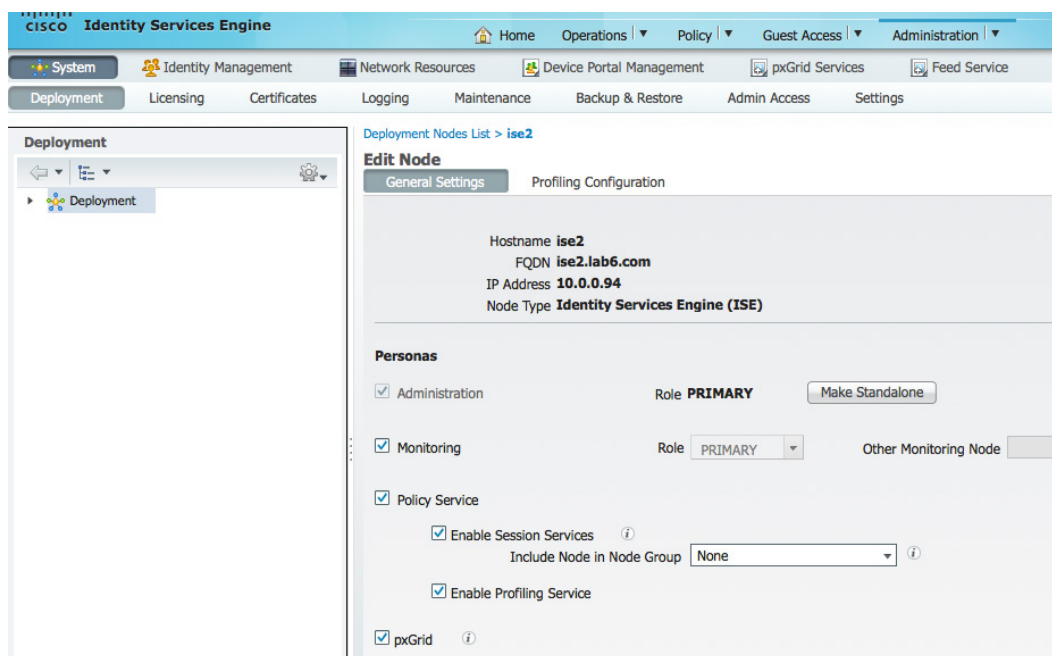 CISCO Identity Services Engine
Home Operations Policy Guest Access Administration
System Identity Management Network Resources Device Portal Management pxGrid Services Feed Service
Deployment Licensing Certificates Logging Maintenance Backup & Restore Admin Access Settings
Deployment
Deployment
Deployment Nodes List > ise2
Edit Node
General Settings Profiling Configuration
Hostname ise2
FQDN ise2.lab6.com
IP Address 10.0.0.94
Node Type Identity Services Engine (ISE)
Personas
Administration Role PRIMARY Make Standalone
Monitoring Role PRIMARY Other Monitoring Node
Policy Service
Enable Session Services i
Include Node in Node Group None i
Enable Profiling Service
pxGrid i